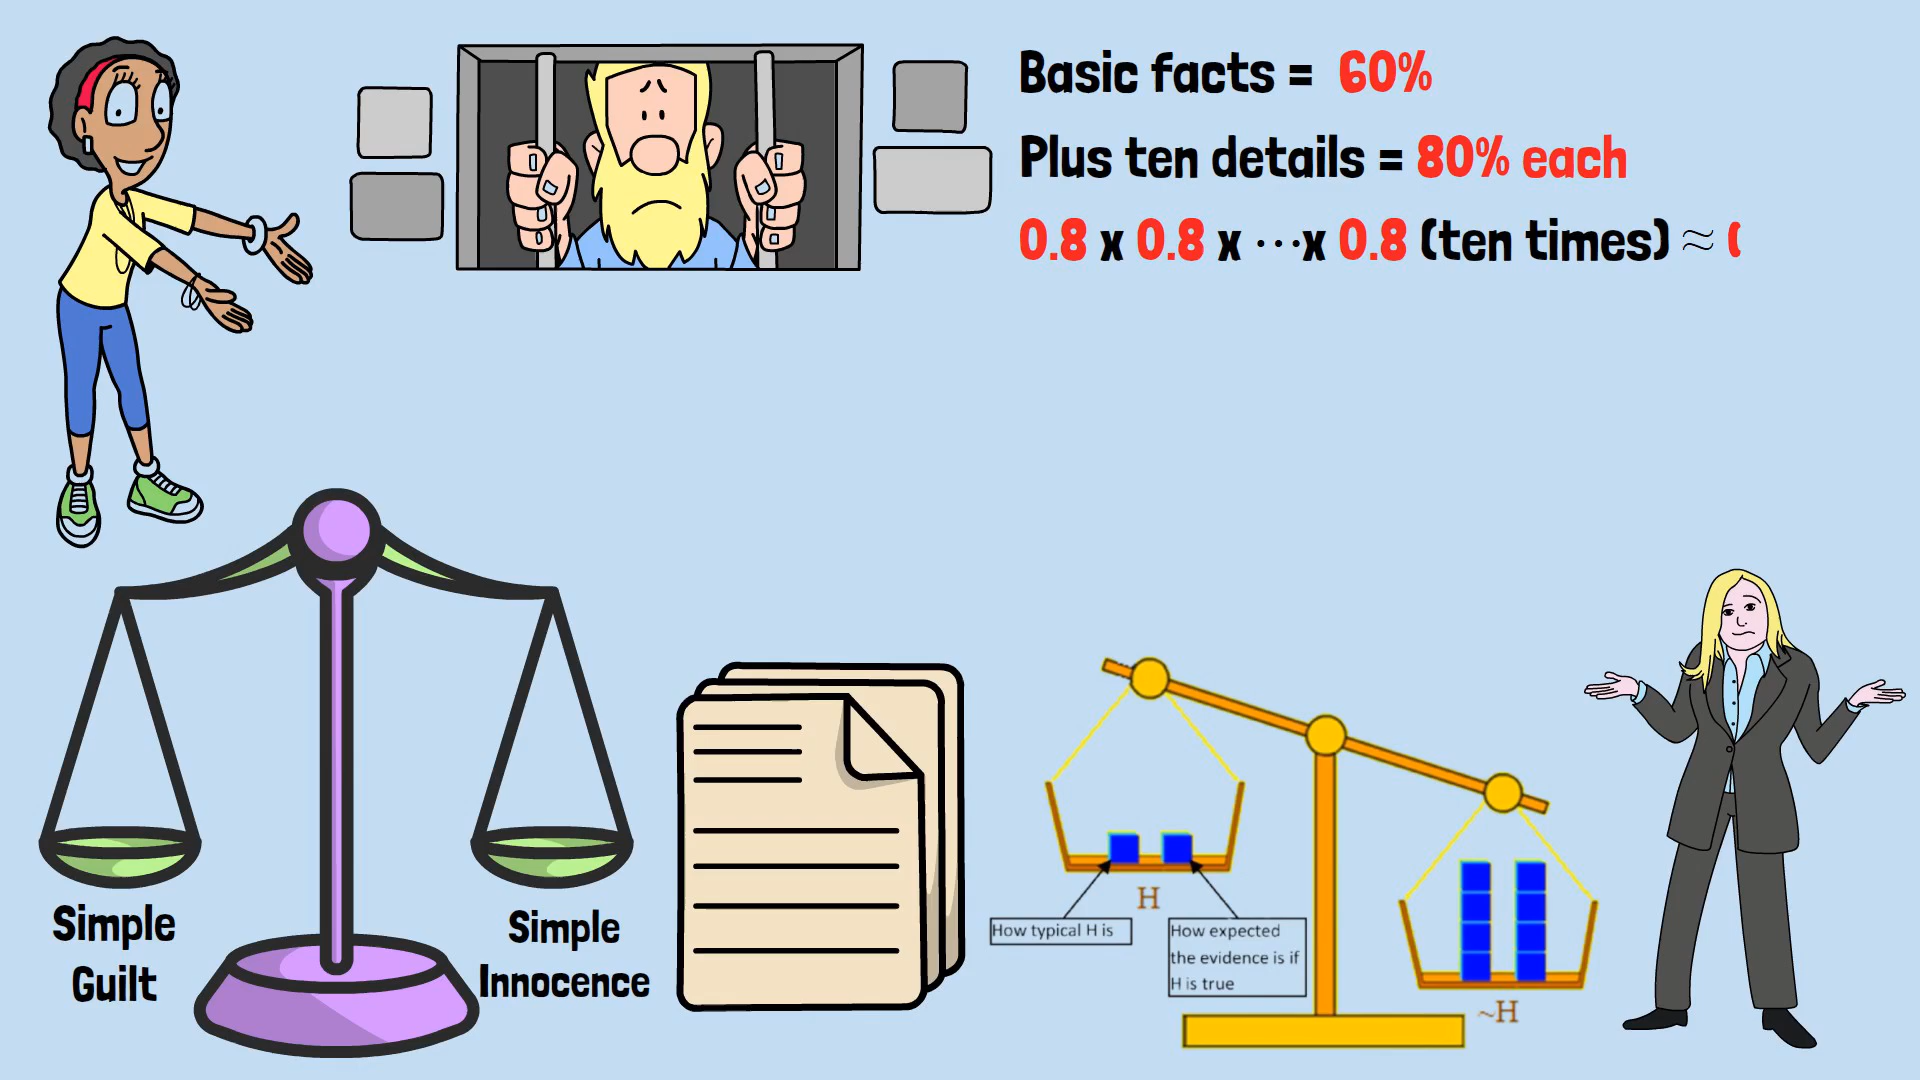 Basic facts = 60%
Plus ten details = 80% each
0.8 x 0.8 x ...x 0.8 (ten times) ≈
Simple
Guilt
Simple
Innocence
H
How typical H is
How expected
the evidence is if
H is true
~H